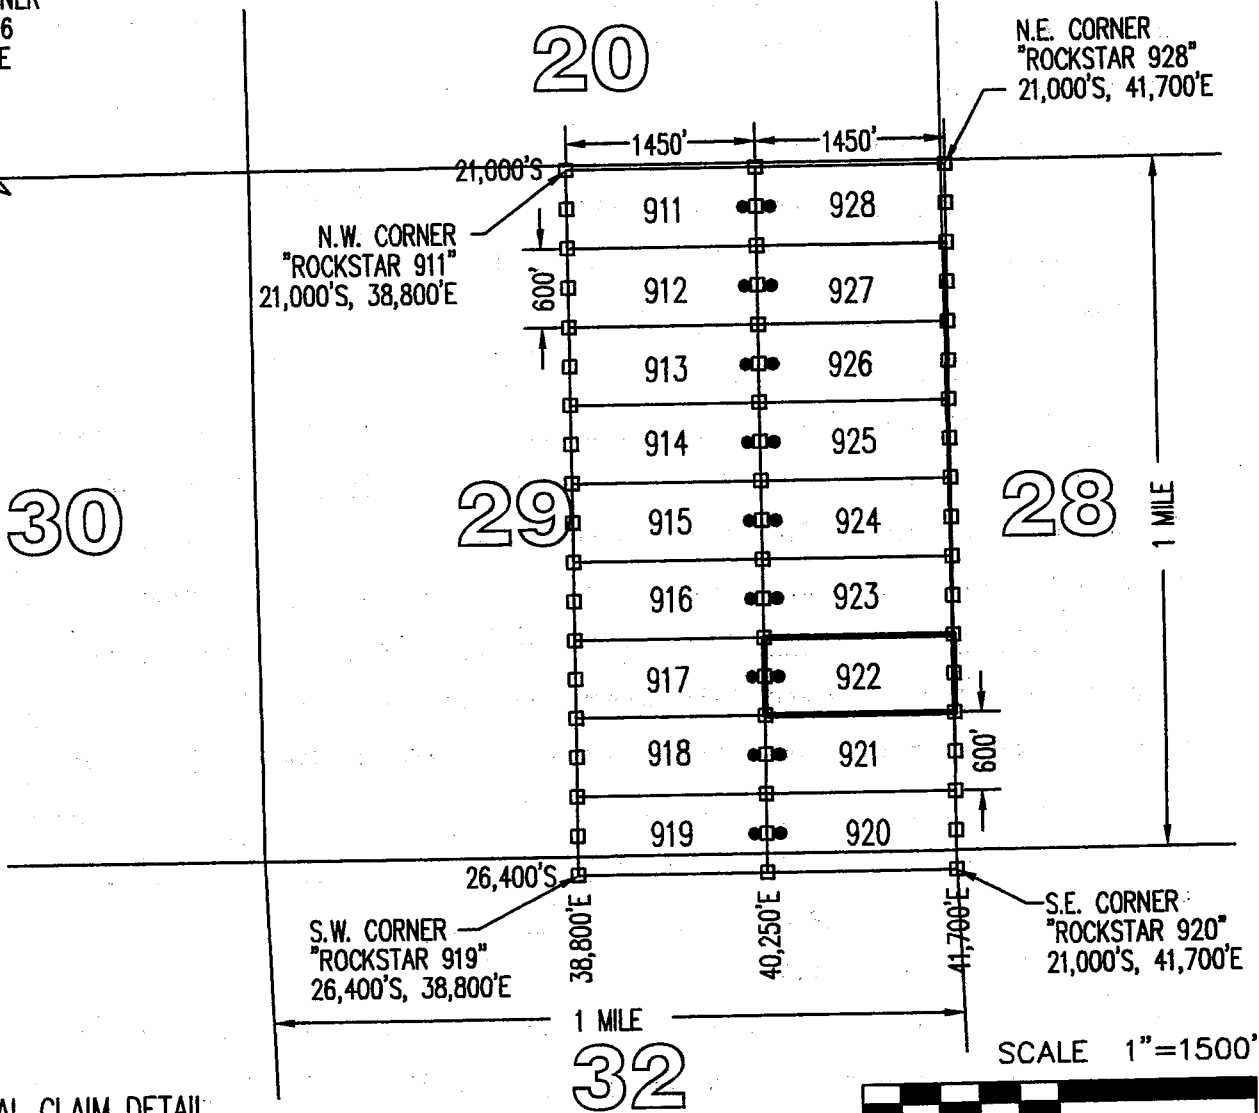 6
E
20
N.E. CORNER
"ROCKSTAR 928"
21,000'S, 41,700'E
1450'
1450'
21,000'S
N.W. CORNER
"ROCKSTAR 911"
21,000'S, 38,800'E
600'
911
928
912
927
913
926
914
925
915
924
916
923
917
922
918
921
919
920
30
29
28
1 MILE
600'
26,400'S
S.W. CORNER
"ROCKSTAR 919"
26,400'S, 38,800'E
38,800'E
40,250'E
41,700'E
S.E. CORNER
"ROCKSTAR 920"
21,000'S, 41,700'E
1 MILE
32
SCALE 1"=1500'
CLAIM DETAIL